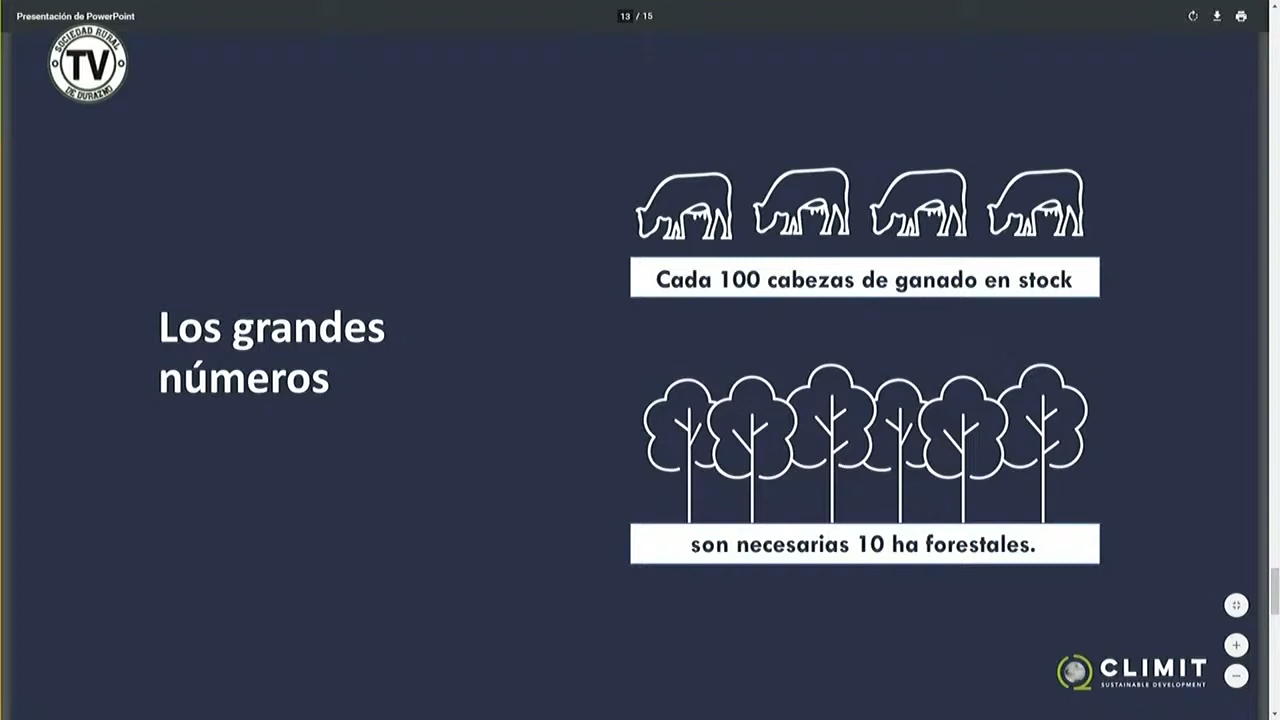 Presentación de PowerPoint
13 / 15
SOCIEDAD RURAL
TV
DE DURAZNO
Cada 100 cabezas de ganado en stock
Los grandes
números
son necesarias 10 ha forestales.
CLIMIT
SUSTAINABLE DEVELOPMENT